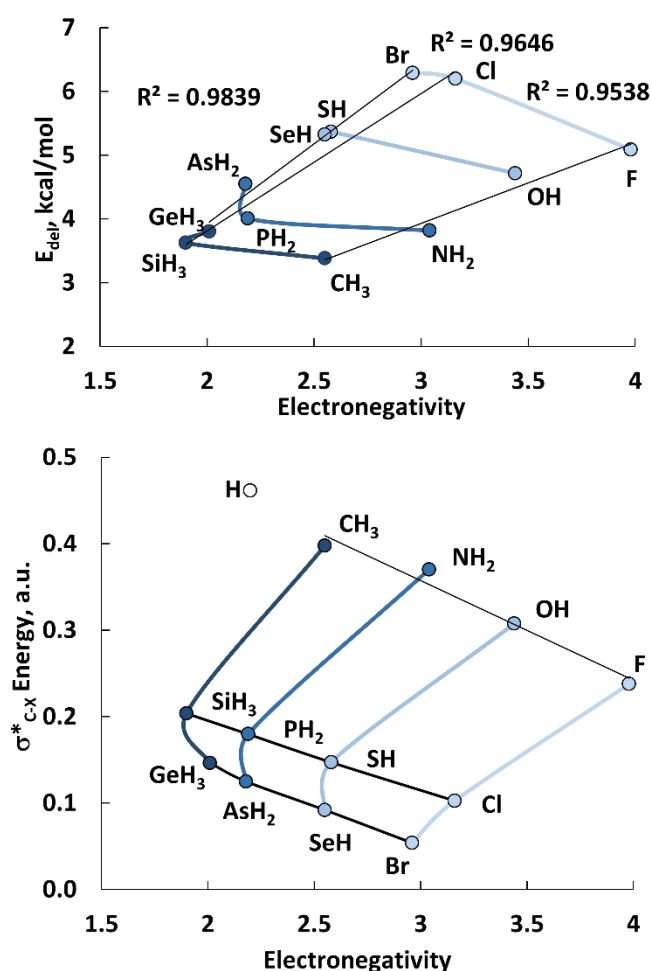 7
6
5
4
3
2
E_del, kcal/mol
Br
R² = 0.9646
Cl
R² = 0.9839
SH
R² = 0.9538
SeH
AsH₂
F
OH
GeH₃
PH₂
NH₂
SiH₃
CH₃
1.5 2 2.5 3 3.5 4
Electronegativity
0.5
0.4
0.3
0.2
0.1
0.0
σ*_C-X Energy, a.u.
H
CH₃
NH₂
OH
F
SiH₃
PH₂
SH
GeH₃
Cl
AsH₂
SeH
Br
1.5 2 2.5 3 3.5 4
Electronegativity